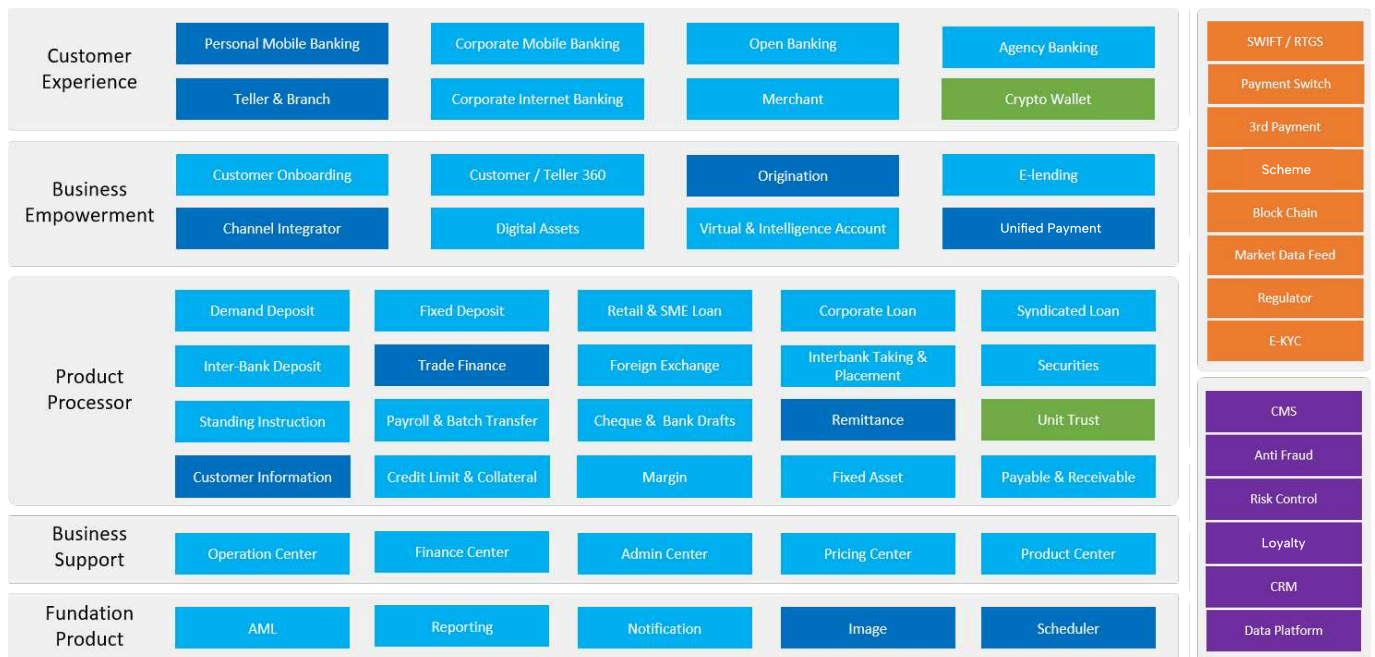 Customer
Experience
Personal Mobile Banking
Corporate Mobile Banking
Open Banking
Agency Banking
Teller & Branch
Corporate Internet Banking
Merchant
Crypto Wallet
Business
Empowerment
Customer Onboarding
Customer / Teller 360
Origination
E-lending
Channel Integrator
Digital Assets
Virtual & Intelligence Account
Unified Payment
Product
Processor
Demand Deposit
Fixed Deposit
Retail & SME Loan
Corporate Loan
Syndicated Loan
Inter-Bank Deposit
Trade Finance
Foreign Exchange
Interbank Taking &
Placement
Securities
Standing Instruction
Payroll & Batch Transfer
Cheque & Bank Drafts
Remittance
Unit Trust
Customer Information
Credit Limit & Collateral
Margin
Fixed Asset
Payable & Receivable
Business
Support
Operation Center
Finance Center
Admin Center
Pricing Center
Product Center
Fundation
Product
AML
Reporting
Notification
Image
Scheduler
SWIFT / RTGS
Payment Switch
3rd Payment
Scheme
Block Chain
Market Data Feed
Regulator
E-KYC
CMS
Anti Fraud
Risk Control
Loyalty
CRM
Data Platform